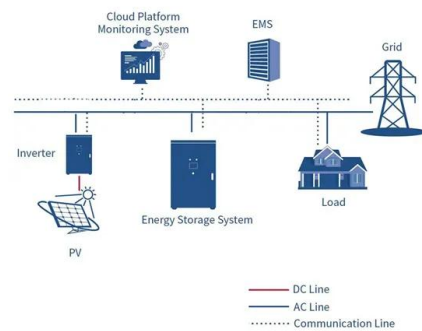 Cloud Platform
Monitoring System
EMS
Grid
Inverter
Energy Storage System
Load
PV
DC Line
AC Line
Communication Line